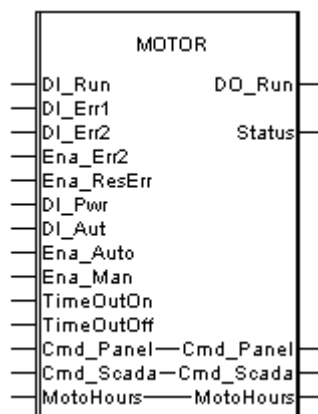 MOTOR
DI_Run DO_Run
DI_Err1
DI_Err2 Status
Ena_Err2
Ena_ResErr
DI_Pwr
DI_Aut
Ena_Auto
Ena_Man
TimeOutOn
TimeOutOff
Cmd_Panel Cmd_Panel
Cmd_Scada Cmd_Scada
MotoHours MotoHours